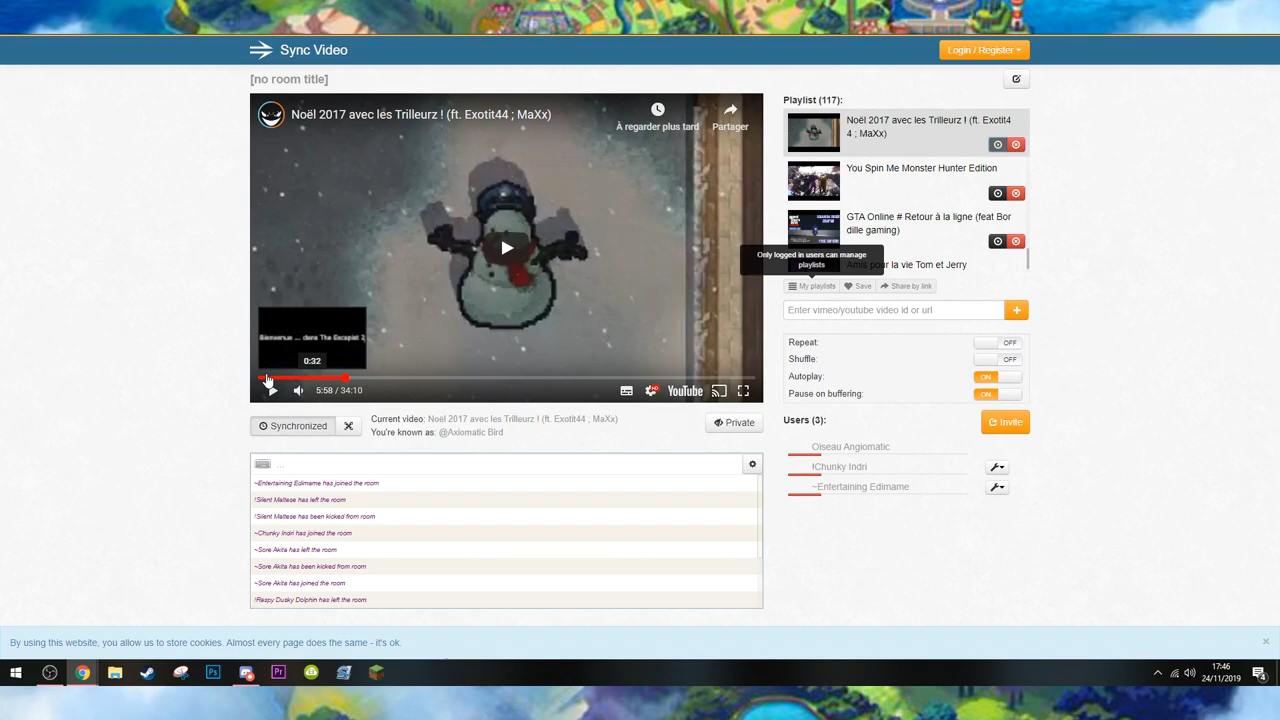 Sync Video
Login / Register
[no room title]
Noël 2017 avec les Trilleurz ! (ft. Exotit44 ; MaXx)
À regarder plus tard
Partager
Bienvenue ... dans The Escapist 2
0:32
5:58 / 34:10
YouTube
Playlist (117):
Noël 2017 avec les Trilleurz ! (ft. Exotit4
4 ; MaXx)
You Spin Me Monster Hunter Edition
GTA Online # Retour à la ligne (feat Bor
dille gaming)
Amis pour la vie Tom et Jerry
Only logged in users can manage
playlists
My playlists
Save
Share by link
Enter vimeo/youtube video id or url
Repeat:
OFF
Shuffle:
OFF
Autoplay:
ON
Pause on buffering:
ON
Synchronized
Current video: Noël 2017 avec les Trilleurz ! (ft. Exotit44 ; MaXx)
You're known as: @Axiomatic Bird
Private
Users (3):
Invite
Oiseau Angiomatic
!Chunky Indri
~Entertaining Edimame
...
~Entertaining Edimame has joined the room
!Silent Maltese has left the room
!Silent Maltese has been kicked from room
~Chunky Indri has joined the room
~Sore Akita has left the room
~Sore Akita has been kicked from room
~Sore Akita has joined the room
!Raspy Dusky Dolphin has left the room
By using this website, you allow us to store cookies. Almost every page does the same - it's ok.
Ps
Pr
17:46
24/11/2019
4